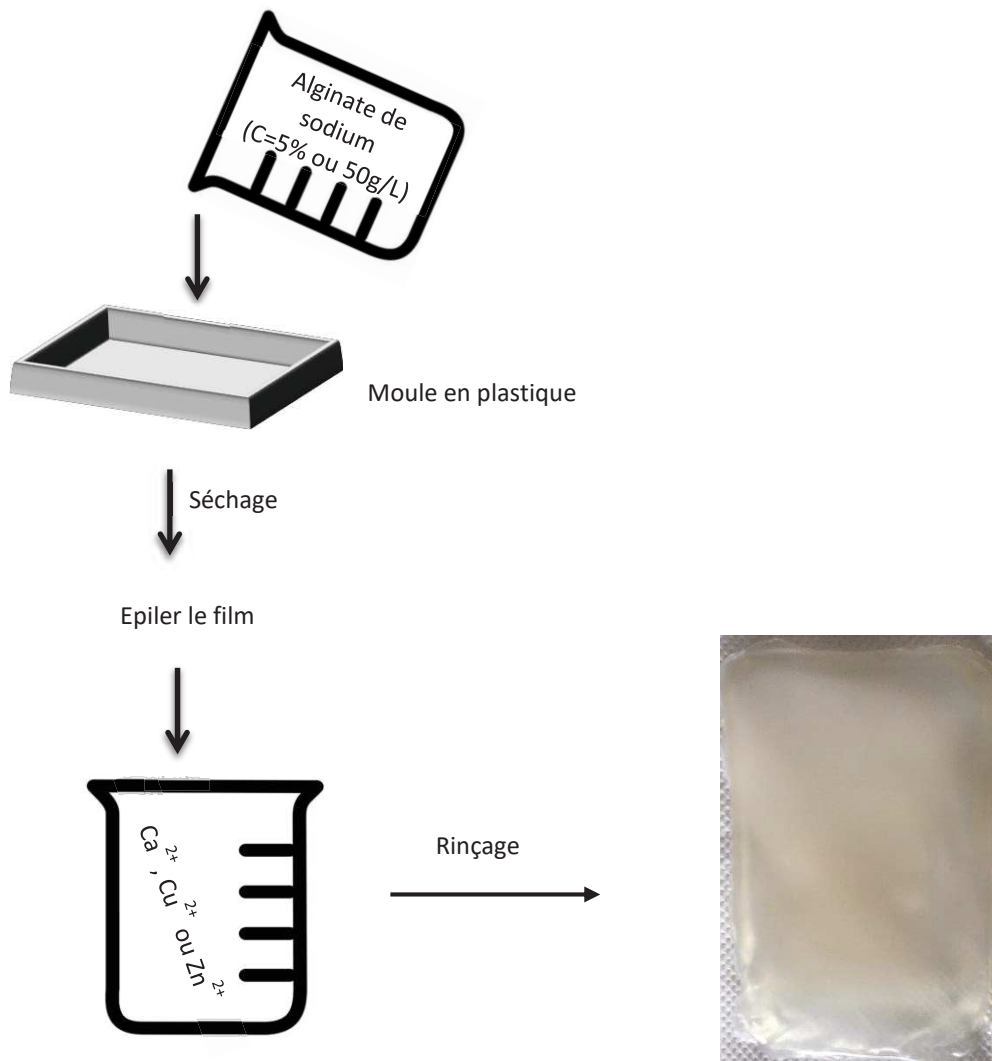 Alginate de
sodium
(C=5% ou 50g/L)
Moule en plastique
Séchage
Epiler le film
Ca²⁺, Cu²⁺ ou Zn²⁺
Rinçage